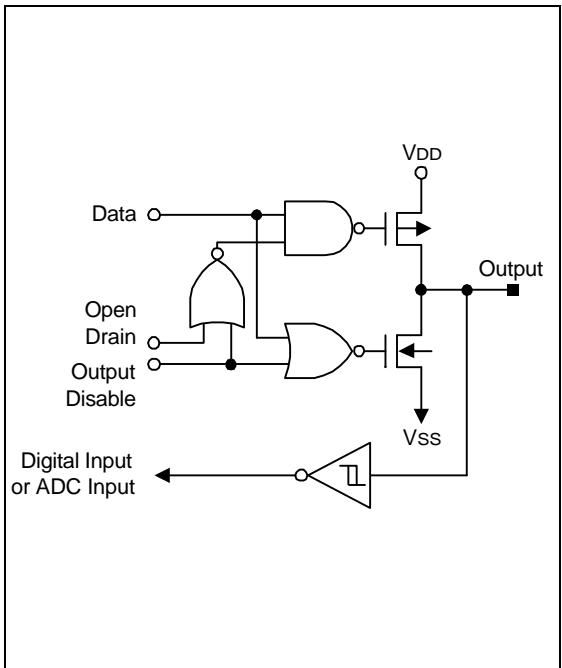 VDD
Data
Output
Open
Drain
Output
Disable
VSS
Digital Input
or ADC Input